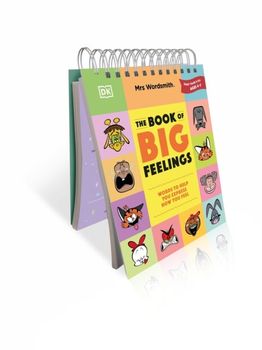 DK
Mrs Wordsmith
THE BOOK OF
BIG
FEELINGS
WORDS TO HELP
YOU EXPRESS
HOW YOU FEEL